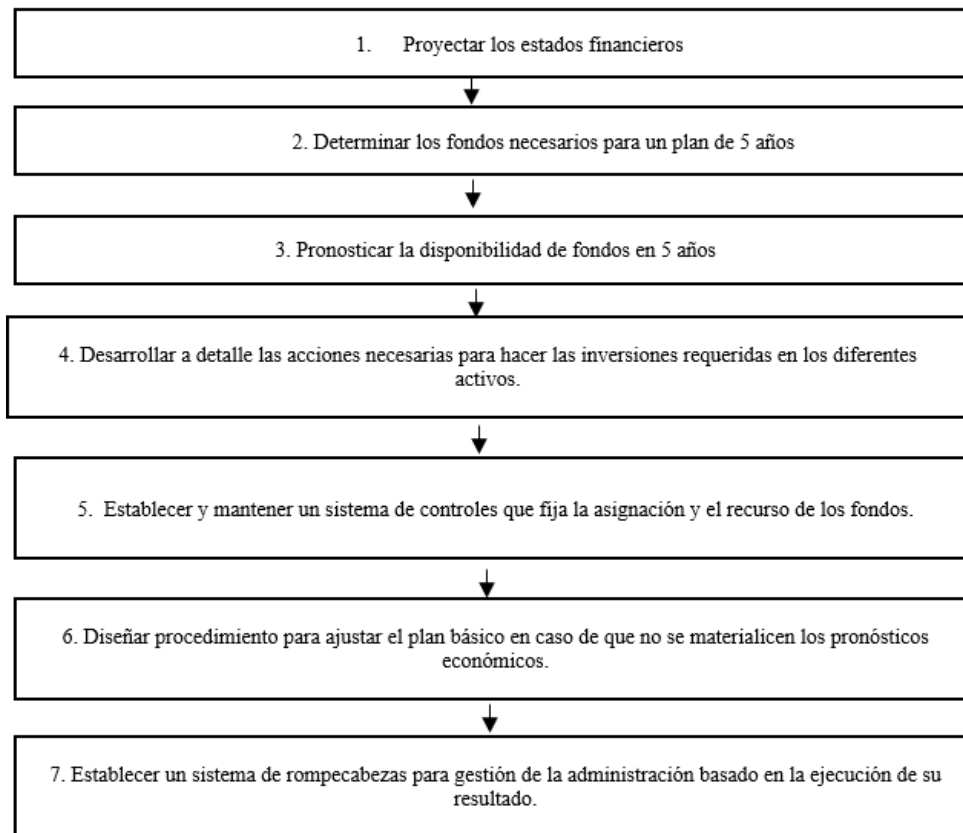 1. Proyectar los estados financieros
2. Determinar los fondos necesarios para un plan de 5 años
3. Pronosticar la disponibilidad de fondos en 5 años
4. Desarrollar a detalle las acciones necesarias para hacer las inversiones requeridas en los diferentes
activos.
5. Establecer y mantener un sistema de controles que fija la asignación y el recurso de los fondos.
6. Diseñar procedimiento para ajustar el plan básico en caso de que no se materialicen los pronósticos
económicos.
7. Establecer un sistema de rompecabezas para gestión de la administración basado en la ejecución de su
resultado.